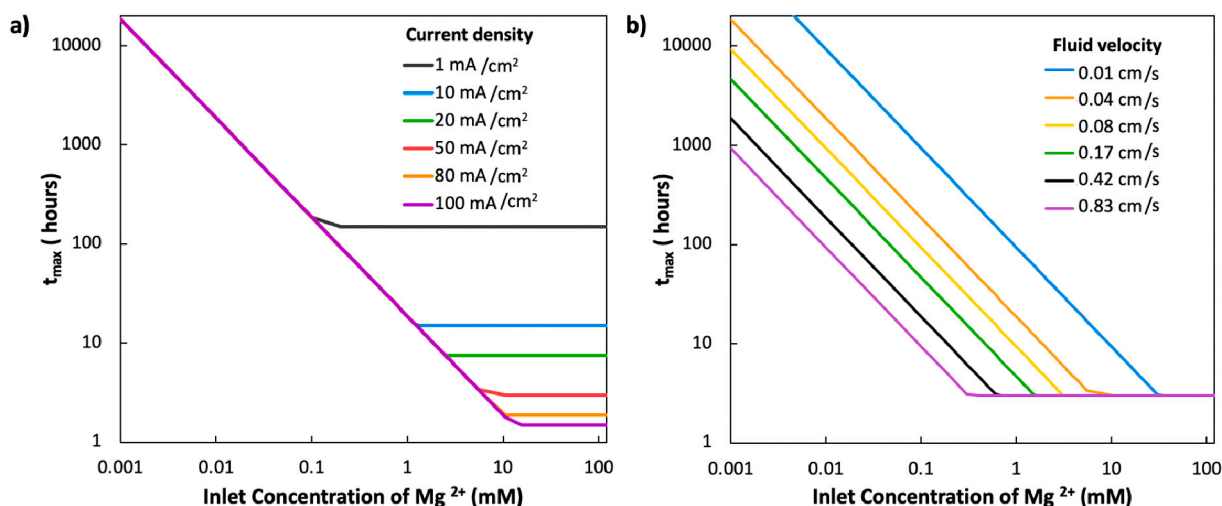 a)
Current density
1 mA/cm²
10 mA/cm²
20 mA/cm²
50 mA/cm²
80 mA/cm²
100 mA/cm²
10000
1000
100
10
1
t_max ( hours)
0.001 0.01 0.1 1 10 100
Inlet Concentration of Mg ²⁺ (mM)
b)
Fluid velocity
0.01 cm/s
0.04 cm/s
0.08 cm/s
0.17 cm/s
0.42 cm/s
0.83 cm/s
10000
1000
100
10
1
t_max ( hours)
0.001 0.01 0.1 1 10 100
Inlet Concentration of Mg ²⁺ (mM)